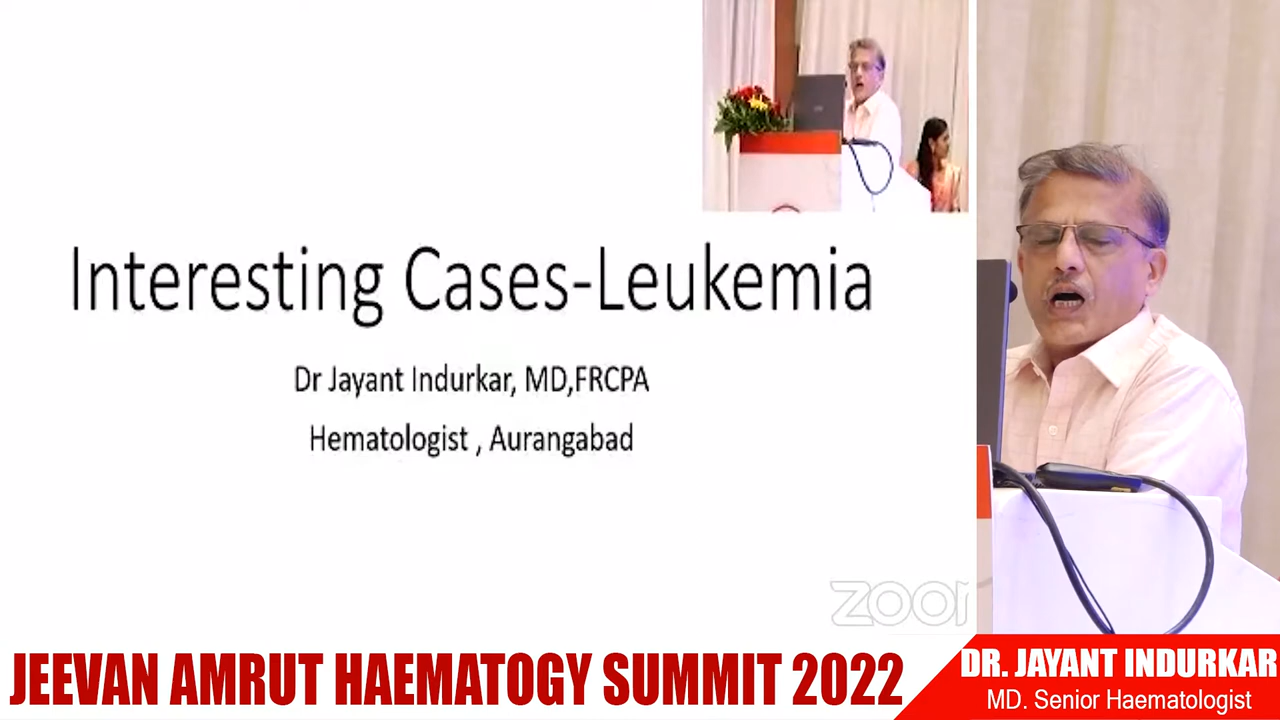 Interesting Cases-Leukemia
Dr Jayant Indurkar, MD,FRCPA
Hematologist , Aurangabad
JEEVAN AMRUT HAEMATOGY SUMMIT 2022
DR. JAYANT INDURKAR
MD. Senior Haematologist